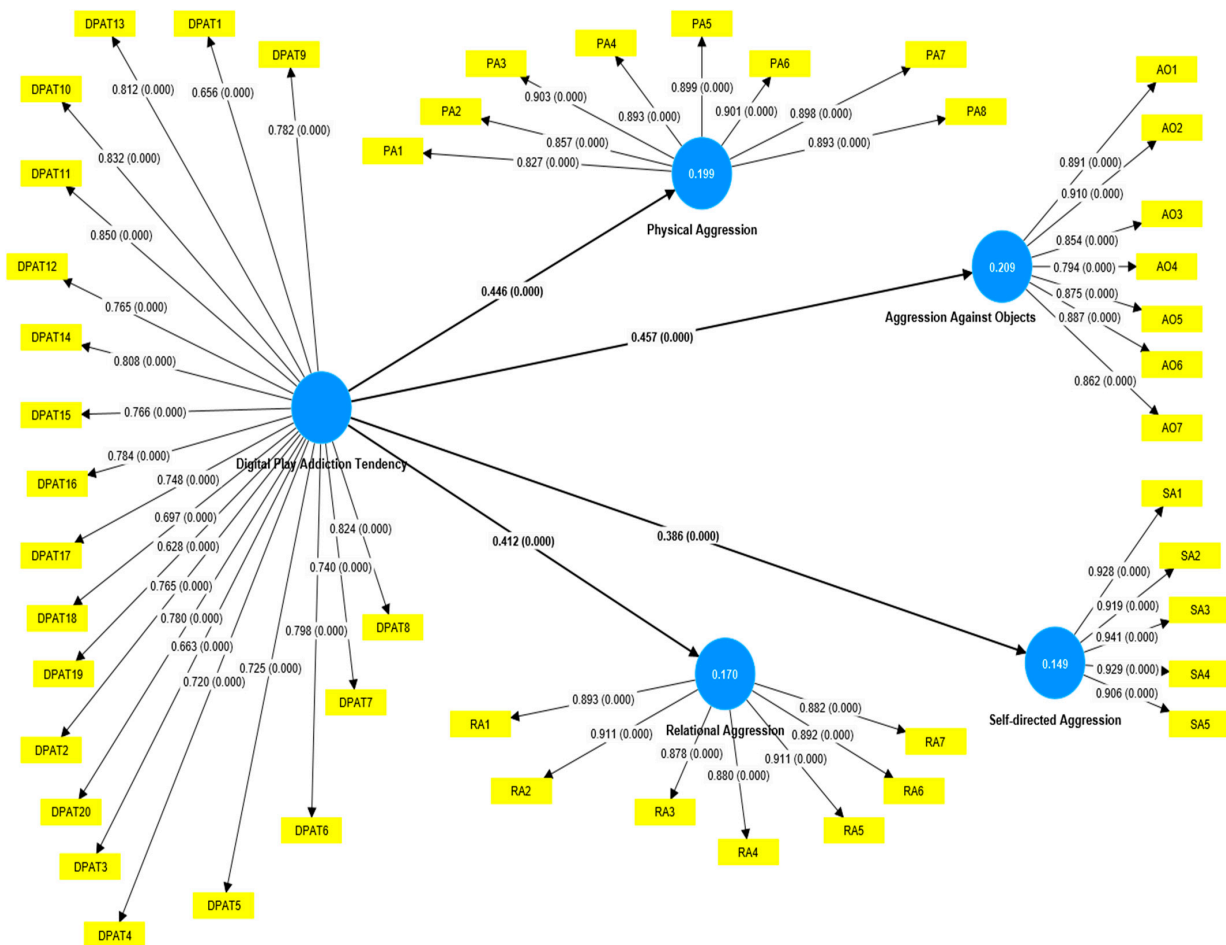 DPAT13
DPAT1
DPAT9
DPAT10
DPAT11
DPAT12
DPAT14
DPAT15
DPAT16
DPAT17
DPAT18
DPAT19
DPAT2
DPAT20
DPAT3
DPAT4
DPAT5
DPAT6
DPAT7
DPAT8
0.812 (0.000)
0.656 (0.000)
0.782 (0.000)
0.832 (0.000)
0.850 (0.000)
0.765 (0.000)
0.808 (0.000)
0.766 (0.000)
0.784 (0.000)
0.748 (0.000)
0.697 (0.000)
0.628 (0.000)
0.765 (0.000)
0.780 (0.000)
0.663 (0.000)
0.720 (0.000)
0.725 (0.000)
0.798 (0.000)
0.740 (0.000)
0.824 (0.000)
Digital Play Addiction Tendency
0.446 (0.000)
0.457 (0.000)
0.386 (0.000)
0.412 (0.000)
PA1
PA2
PA3
PA4
PA5
PA6
PA7
PA8
0.827 (0.000)
0.857 (0.000)
0.903 (0.000)
0.893 (0.000)
0.899 (0.000)
0.901 (0.000)
0.898 (0.000)
0.893 (0.000)
0.199
Physical Aggression
AO1
AO2
AO3
AO4
AO5
AO6
AO7
0.891 (0.000)
0.910 (0.000)
0.854 (0.000)
0.794 (0.000)
0.875 (0.000)
0.887 (0.000)
0.862 (0.000)
0.209
Aggression Against Objects
SA1
SA2
SA3
SA4
SA5
0.928 (0.000)
0.919 (0.000)
0.941 (0.000)
0.929 (0.000)
0.906 (0.000)
0.149
Self-directed Aggression
0.170
Relational Aggression
RA1
RA2
RA3
RA4
RA5
RA6
RA7
0.893 (0.000)
0.911 (0.000)
0.878 (0.000)
0.880 (0.000)
0.911 (0.000)
0.892 (0.000)
0.882 (0.000)